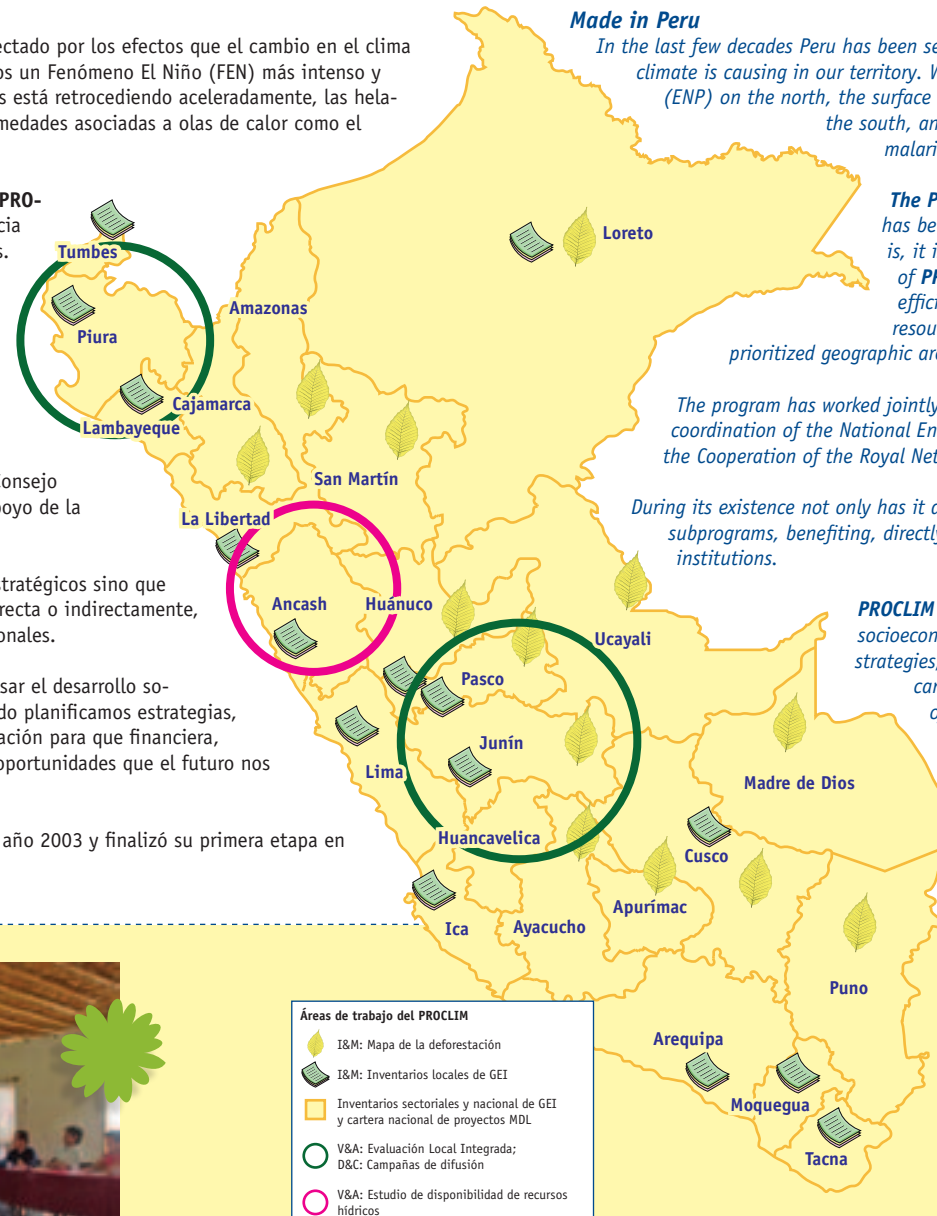 ectado por los efectos que el cambio en el clima
os un Fenómeno El Niño (FEN) más intenso y
s está retrocediendo aceleradamente, las hela-
medades asociadas a olas de calor como el
PRO-
cia
s.
Consejo
poyo de la
stratégicos sino que
recta o indirectamente,
onales.
sar el desarrollo so-
do planificamos estrategias,
ación para que financiera,
oportunidades que el futuro nos
año 2003 y finalizó su primera etapa en
Made in Peru
In the last few decades Peru has been se
climate is causing in our territory. W
(ENP) on the north, the surface
the south, an
malari
The P
has be
is, it i
of PR
effici
resou
prioritized geographic are
The program has worked jointly
coordination of the National En
the Cooperation of the Royal Net
During its existence not only has it a
subprograms, benefiting, directly
institutions.
PROCLIM
socioecon
strategies,
car
o
Tumbes
Piura
Lambayeque
Cajamarca
Amazonas
Loreto
San Martín
La Libertad
Ancash
Huánuco
Ucayali
Pasco
Junín
Lima
Huancavelica
Madre de Dios
Cusco
Ica
Ayacucho
Apurímac
Puno
Arequipa
Moquegua
Tacna
Áreas de trabajo del PROCLIM
I&M: Mapa de la deforestación
I&M: Inventarios locales de GEI
Inventarios sectoriales y nacional de GEI
y cartera nacional de proyectos MDL
V&A: Evaluación Local Integrada;
D&C: Campañas de difusión
V&A: Estudio de disponibilidad de recursos
hídricos